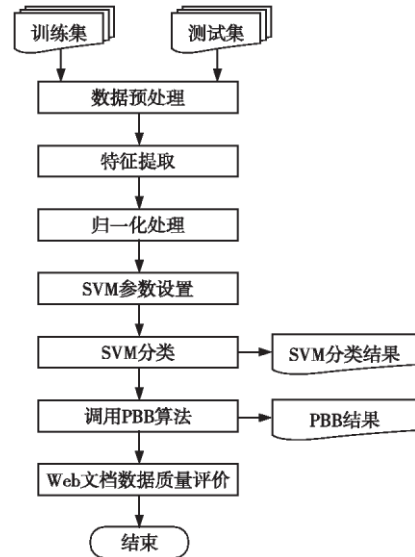 训练集
测试集
数据预处理
特征提取
归一化处理
SVM参数设置
SVM分类
SVM分类结果
调用PBB算法
PBB结果
Web文档数据质量评价
结束